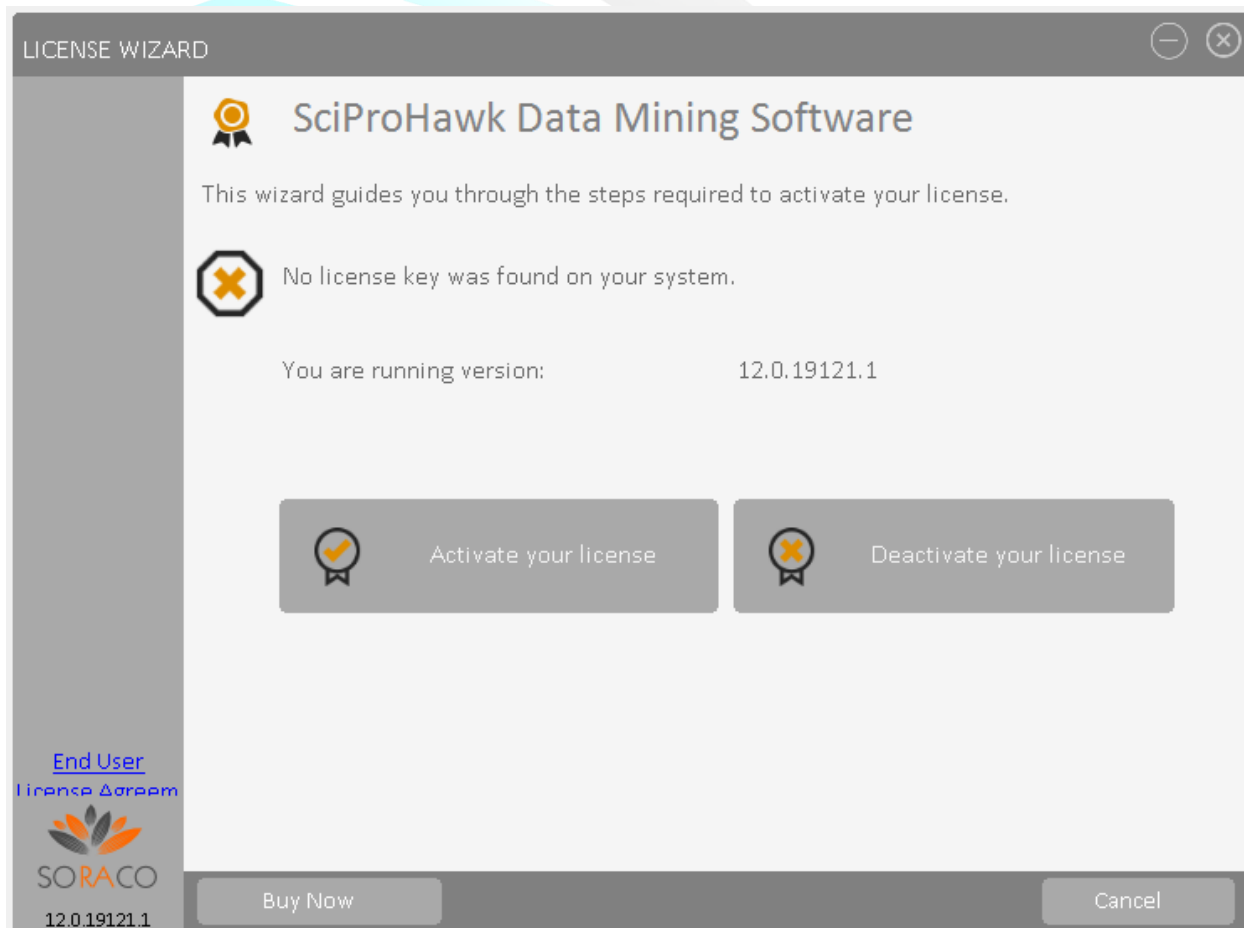 LICENSE WIZARD
SciProHawk Data Mining Software
This wizard guides you through the steps required to activate your license.
No license key was found on your system.
You are running version: 12.0.19121.1
Activate your license
Deactivate your license
End User
License Agreem
SORACO
12.0.19121.1
Buy Now
Cancel